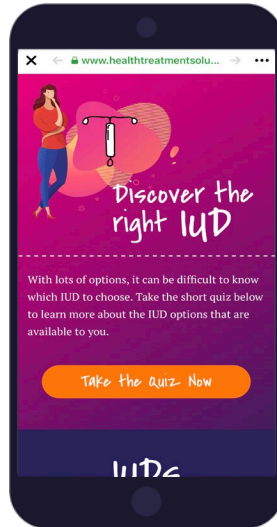 www.healthtreatmentsolu...
Discover the
right IUD
With lots of options, it can be difficult to know
which IUD to choose. Take the short quiz below
to learn more about the IUD options that are
available to you.
Take the Quiz Now
IUDs